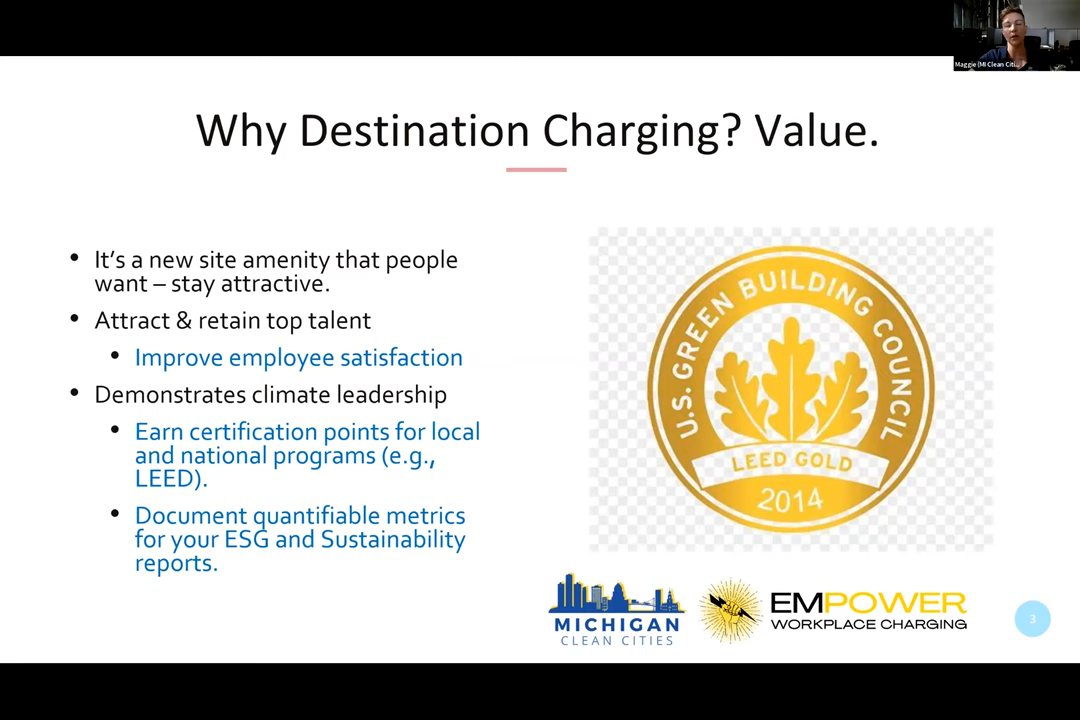 Maggie (MI Clean Citi...
Why Destination Charging? Value.
• It’s a new site amenity that people
want – stay attractive.
• Attract & retain top talent
• Improve employee satisfaction
• Demonstrates climate leadership
• Earn certification points for local
and national programs (e.g.,
LEED).
• Document quantifiable metrics
for your ESG and Sustainability
reports.
U.S. GREEN BUILDING COUNCIL
LEED GOLD
2014
MICHIGAN
CLEAN CITIES
EMPOWER
WORKPLACE CHARGING
3